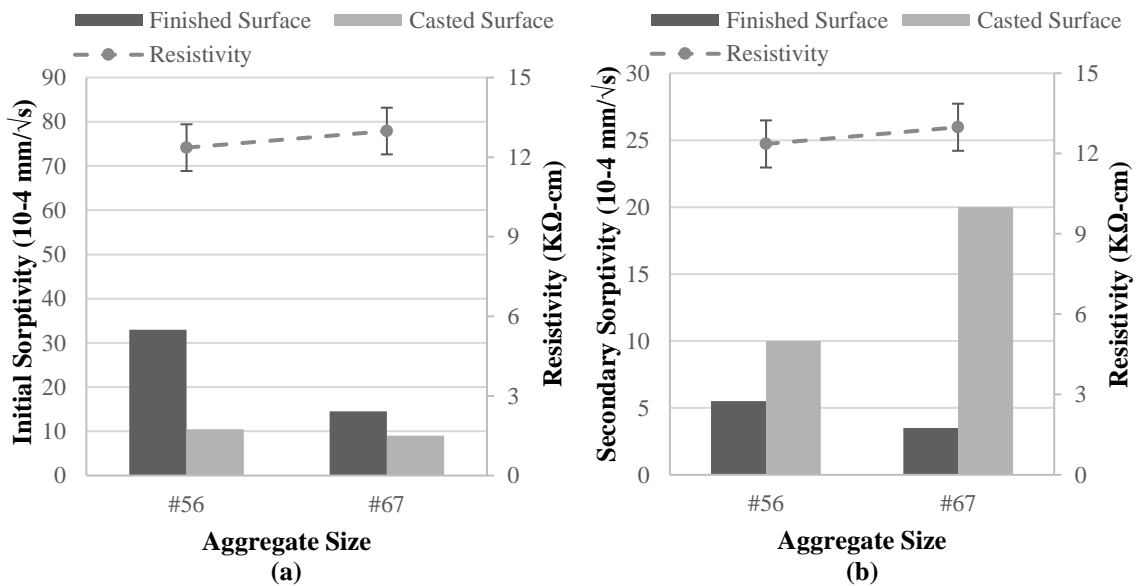 Finished Surface Casted Surface
Resistivity
90
80
70
60
50
40
30
20
10
0
Initial Sorptivity (10-4 mm/√s)
15
12
9
6
3
0
Resistivity (KΩ-cm)
#56 #67
Aggregate Size
(a)
Finished Surface Casted Surface
Resistivity
30
25
20
15
10
5
0
Secondary Sorptivity (10-4 mm/√s)
15
12
9
6
3
0
Resistivity (KΩ-cm)
#56 #67
Aggregate Size
(b)